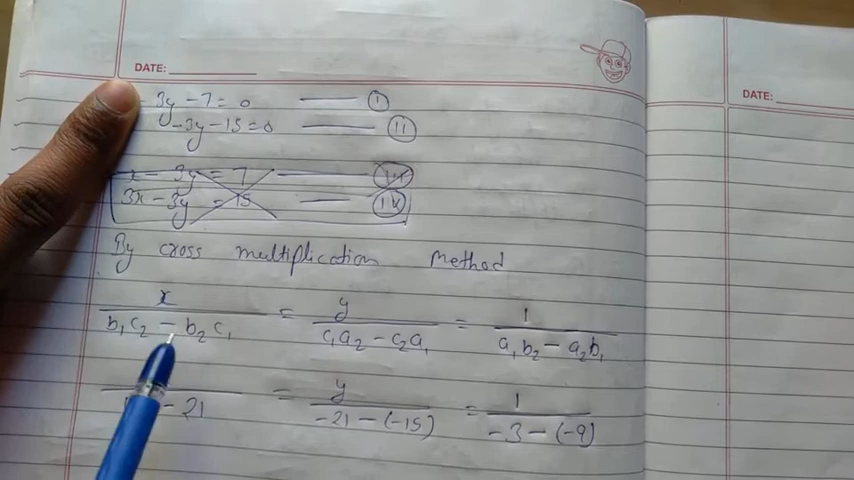 DATE:
- 3y - 7 = 0 ——— (I)
- 3y - 15 = 0 ——— (II)
x - 3y = 7 ———
3x - 3y = 15 ——— (IV)
By cross multiplication Method
x / (b₁c₂ - b₂c₁) = y / (c₁a₂ - c₂a₁) = 1 / (a₁b₂ - a₂b₁)
- 21 = y / (-21 - (-15)) = 1 / (-3 - (-9))
DATE: